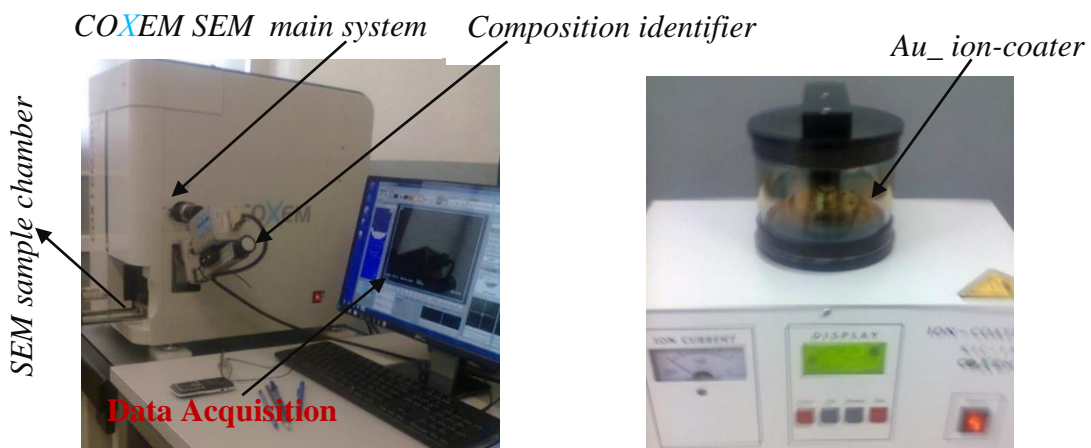 COXEM SEM main system
Composition identifier
Au_ ion-coater
SEM sample chamber
COXEM
Data Acquisition
ION CURRENT
DISPLAY